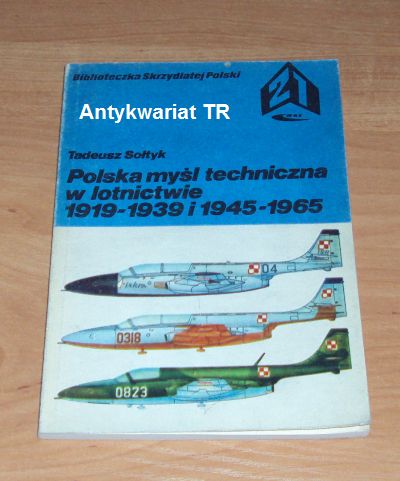 Biblioteczka Skrzydlatej Polski
21
Antykwariat TR
Tadeusz Sołtyk
Polska myśl techniczna
w lotnictwie
1919-1939 i 1945-1965
04
iskra
0318
0823